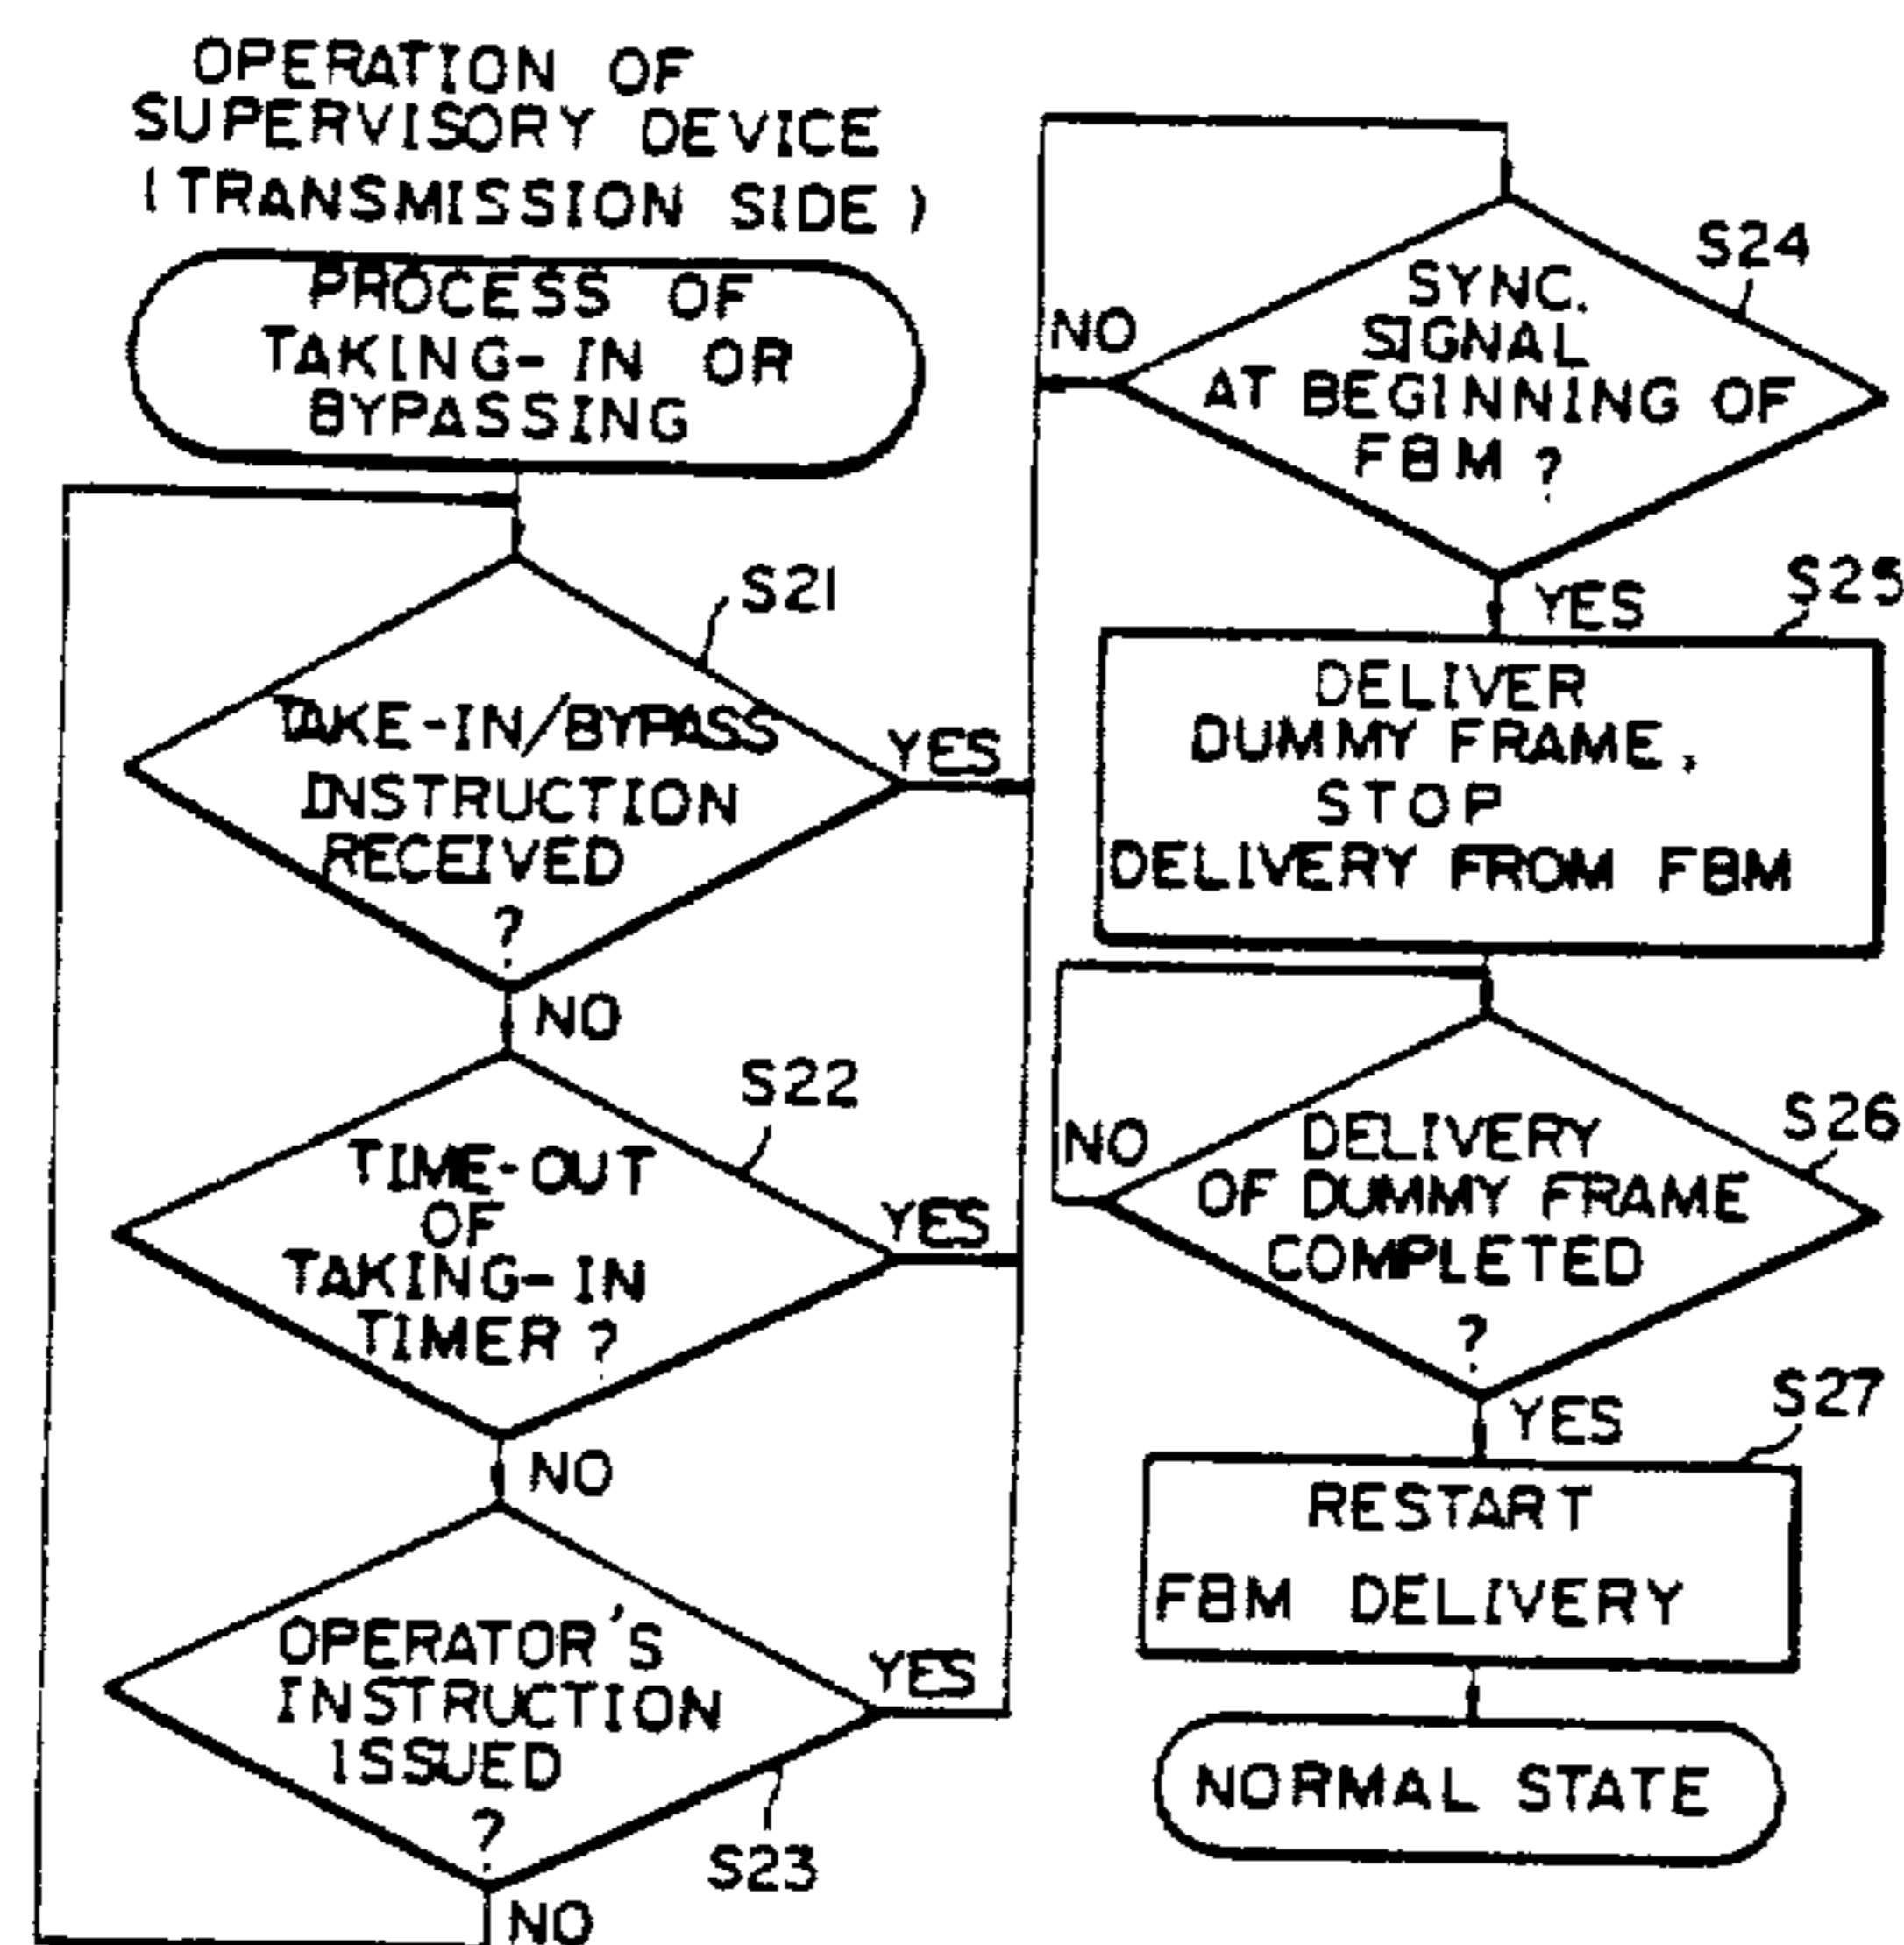 OPERATION OF
SUPERVISORY DEVICE
(TRANSMISSION SIDE)
PROCESS OF
TAKING-IN OR
BYPASSING
S21
TAKE-IN/BYPASS
INSTRUCTION
RECEIVED
?
YES
NO
S22
TIME-OUT
OF
TAKING-IN
TIMER ?
YES
NO
OPERATOR'S
INSTRUCTION
ISSUED
?
YES
S23
NO
S24
SYNC.
SIGNAL
AT BEGINNING OF
FBM ?
NO
YES
S25
DELIVER
DUMMY FRAME,
STOP
DELIVERY FROM FBM
S26
DELIVERY
OF DUMMY FRAME
COMPLETED
?
NO
YES
S27
RESTART
FBM DELIVERY
NORMAL STATE